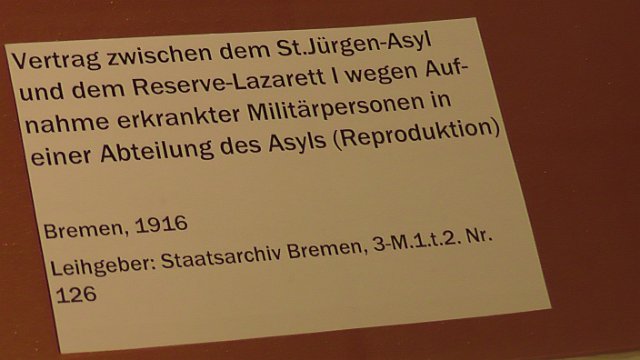 Vertrag zwischen dem St.Jürgen-Asyl
und dem Reserve-Lazarett I wegen Auf-
nahme erkrankter Militärpersonen in
einer Abteilung des Asyls (Reproduktion)
Bremen, 1916
Leihgeber: Staatsarchiv Bremen, 3-M.1.t.2. Nr.
126